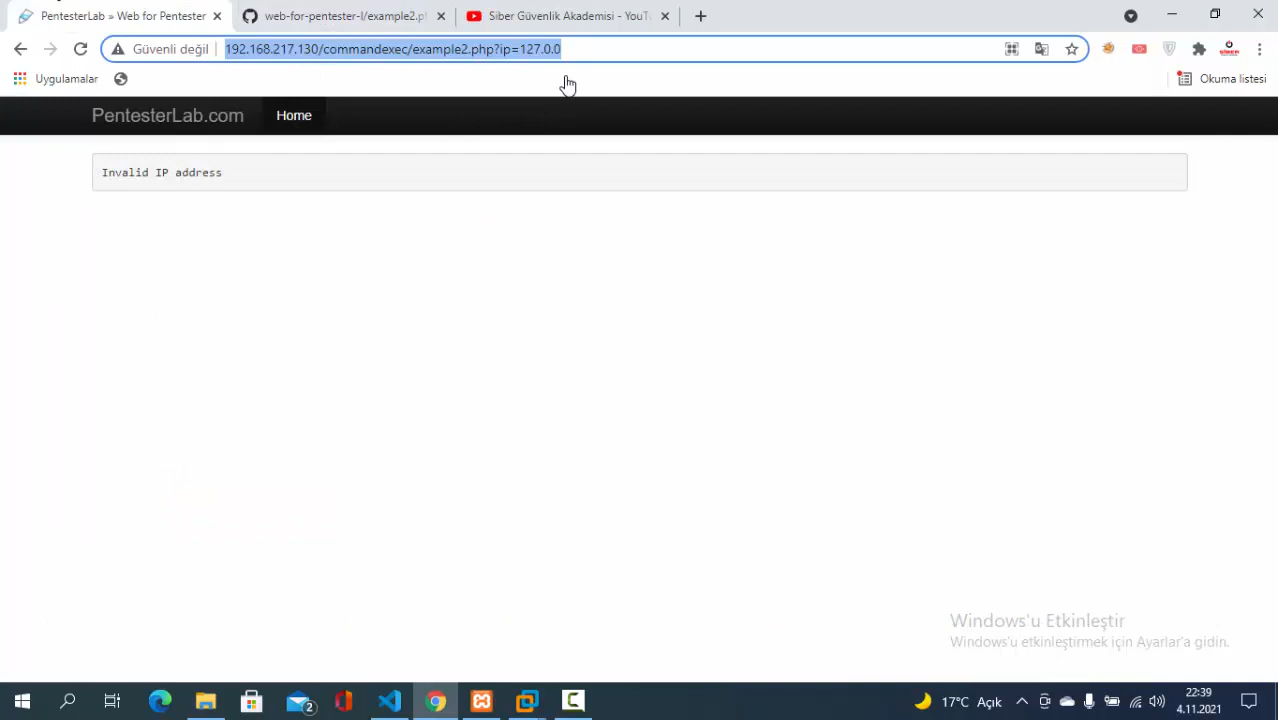 PentesterLab » Web for Pentester
web-for-pentester-I/example2.p
Siber Güvenlik Akademisi - YouT
Güvenli değil
192.168.217.130/commandexec/example2.php?ip=127.0.0
Uygulamalar
Okuma listesi
PentesterLab.com
Home
Invalid IP address
Windows'u Etkinleştir
Windows'u etkinleştirmek için Ayarlar'a gidin.
2
17°C Açık
22:39
4.11.2021